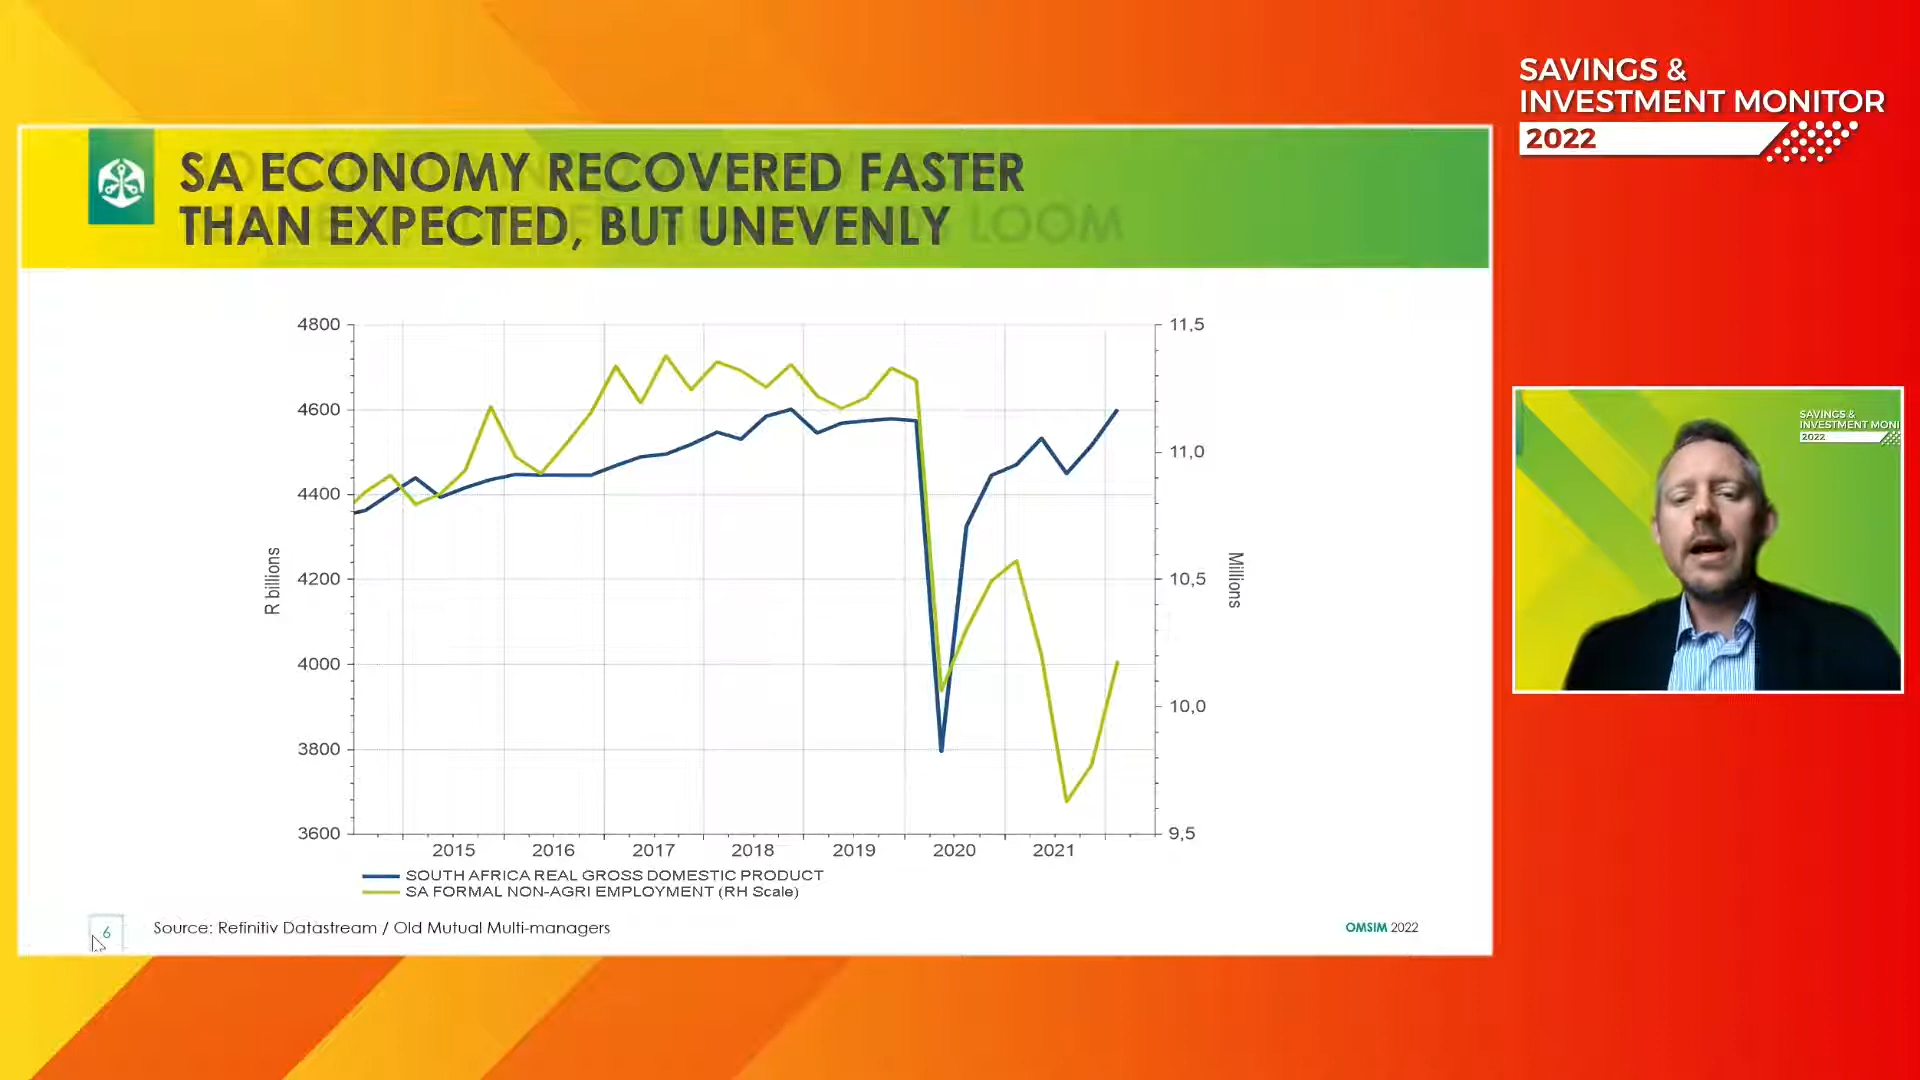 SAVINGS &
INVESTMENT MONITOR
2022
SA ECONOMY RECOVERED FASTER
THAN EXPECTED, BUT UNEVENLY
LOOM
4800
4600
4400
4200
4000
3800
3600
R billions
11,5
11,0
10,5
10,0
9,5
Millions
2015 2016 2017 2018 2019 2020 2021
SOUTH AFRICA REAL GROSS DOMESTIC PRODUCT
SA FORMAL NON-AGRI EMPLOYMENT (RH Scale)
6
Source: Refinitiv Datastream / Old Mutual Multi-managers
OMSIM 2022
SAVINGS &
INVESTMENT MONI
2022